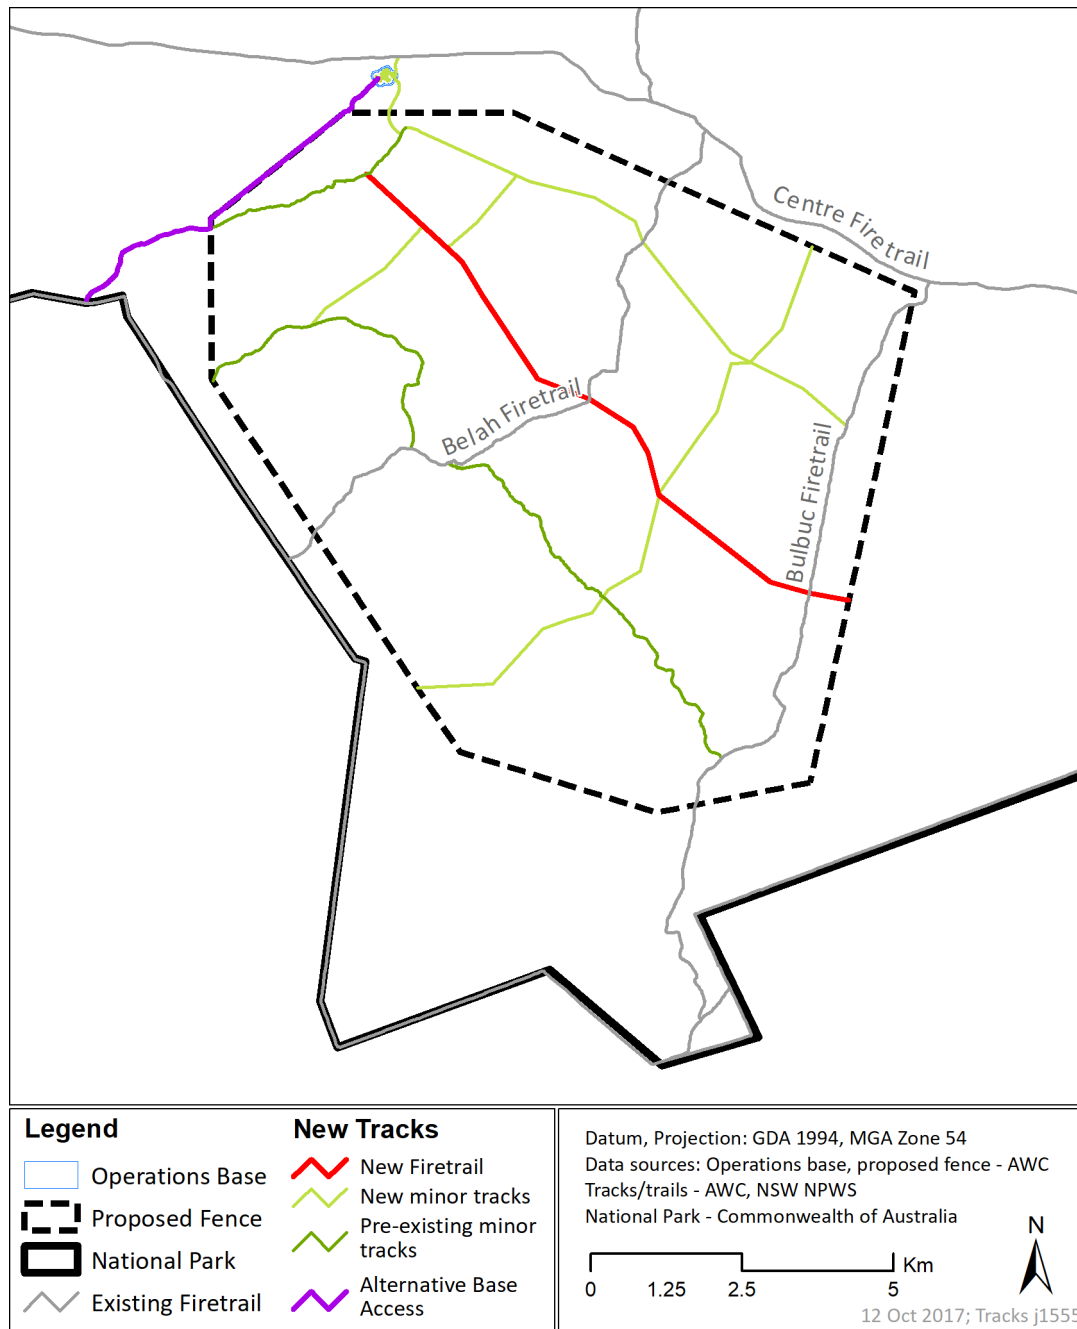 Centre Firetrail
Belah Firetrail
Bulbuc Firetrail
Legend
Operations Base
Proposed Fence
National Park
Existing Firetrail
New Tracks
New Firetrail
New minor tracks
Pre-existing minor
tracks
Alternative Base
Access
Datum, Projection: GDA 1994, MGA Zone 54
Data sources: Operations base, proposed fence - AWC
Tracks/trails - AWC, NSW NPWS
National Park - Commonwealth of Australia
N
Km
0 1.25 2.5 5
12 Oct 2017; Tracks j1555